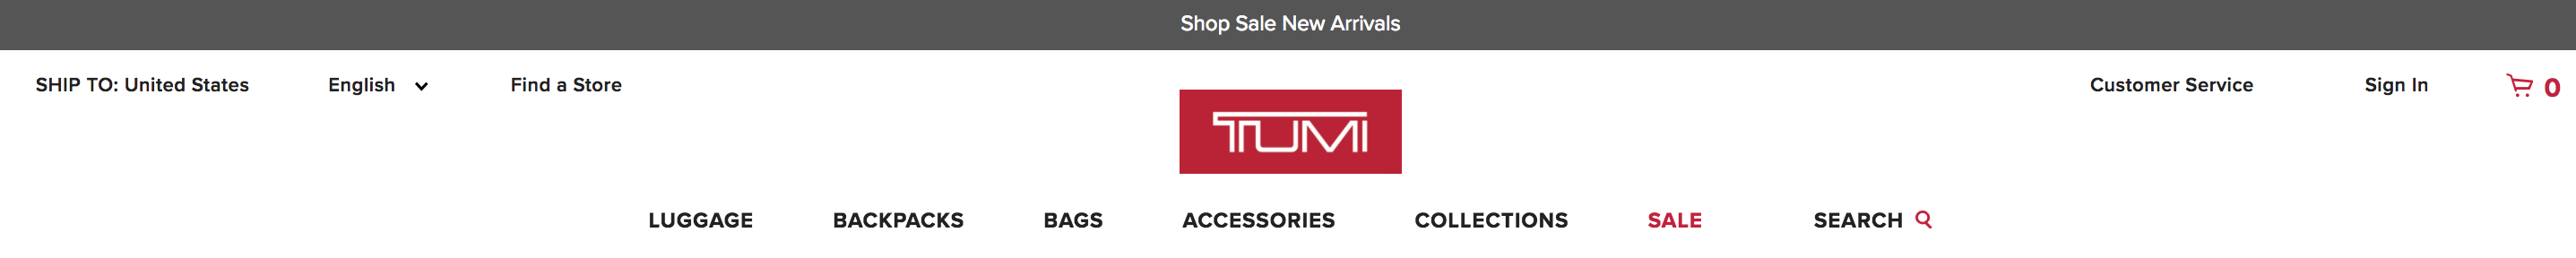 Shop Sale New Arrivals
SHIP TO: United States English Find a Store Customer Service Sign In 0
TUMI
LUGGAGE BACKPACKS BAGS ACCESSORIES COLLECTIONS SALE SEARCH